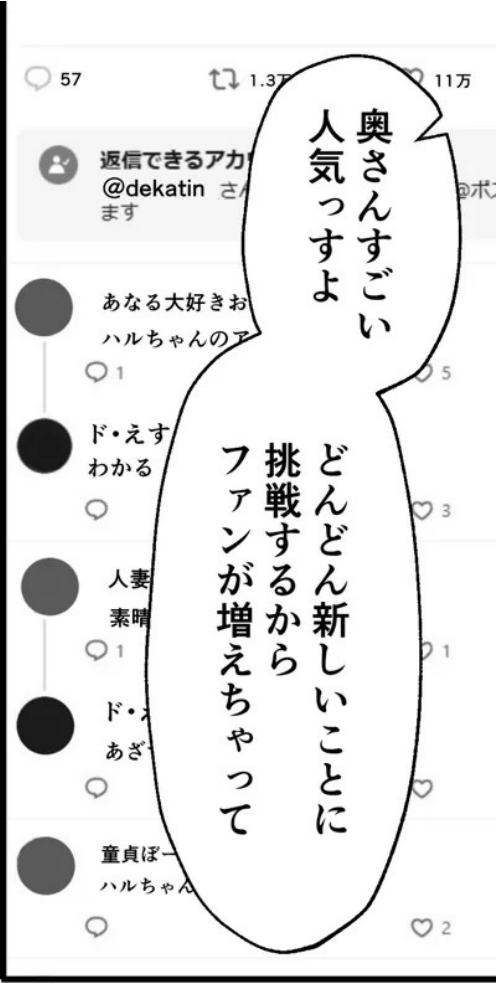 57 1.3万 11万
返信できるアカ
@dekatin さん @ポス
ます
奥さんすごい
人気っすよ
あなる大好きお
ハルちゃんのア
1 5
ド・えす
わかる
3
どんどん新しいことに
挑戦するから
ファンが増えちゃって
人妻
素晴
1 1
ド・え
あざ
童貞ぼー
ハルちゃん
2